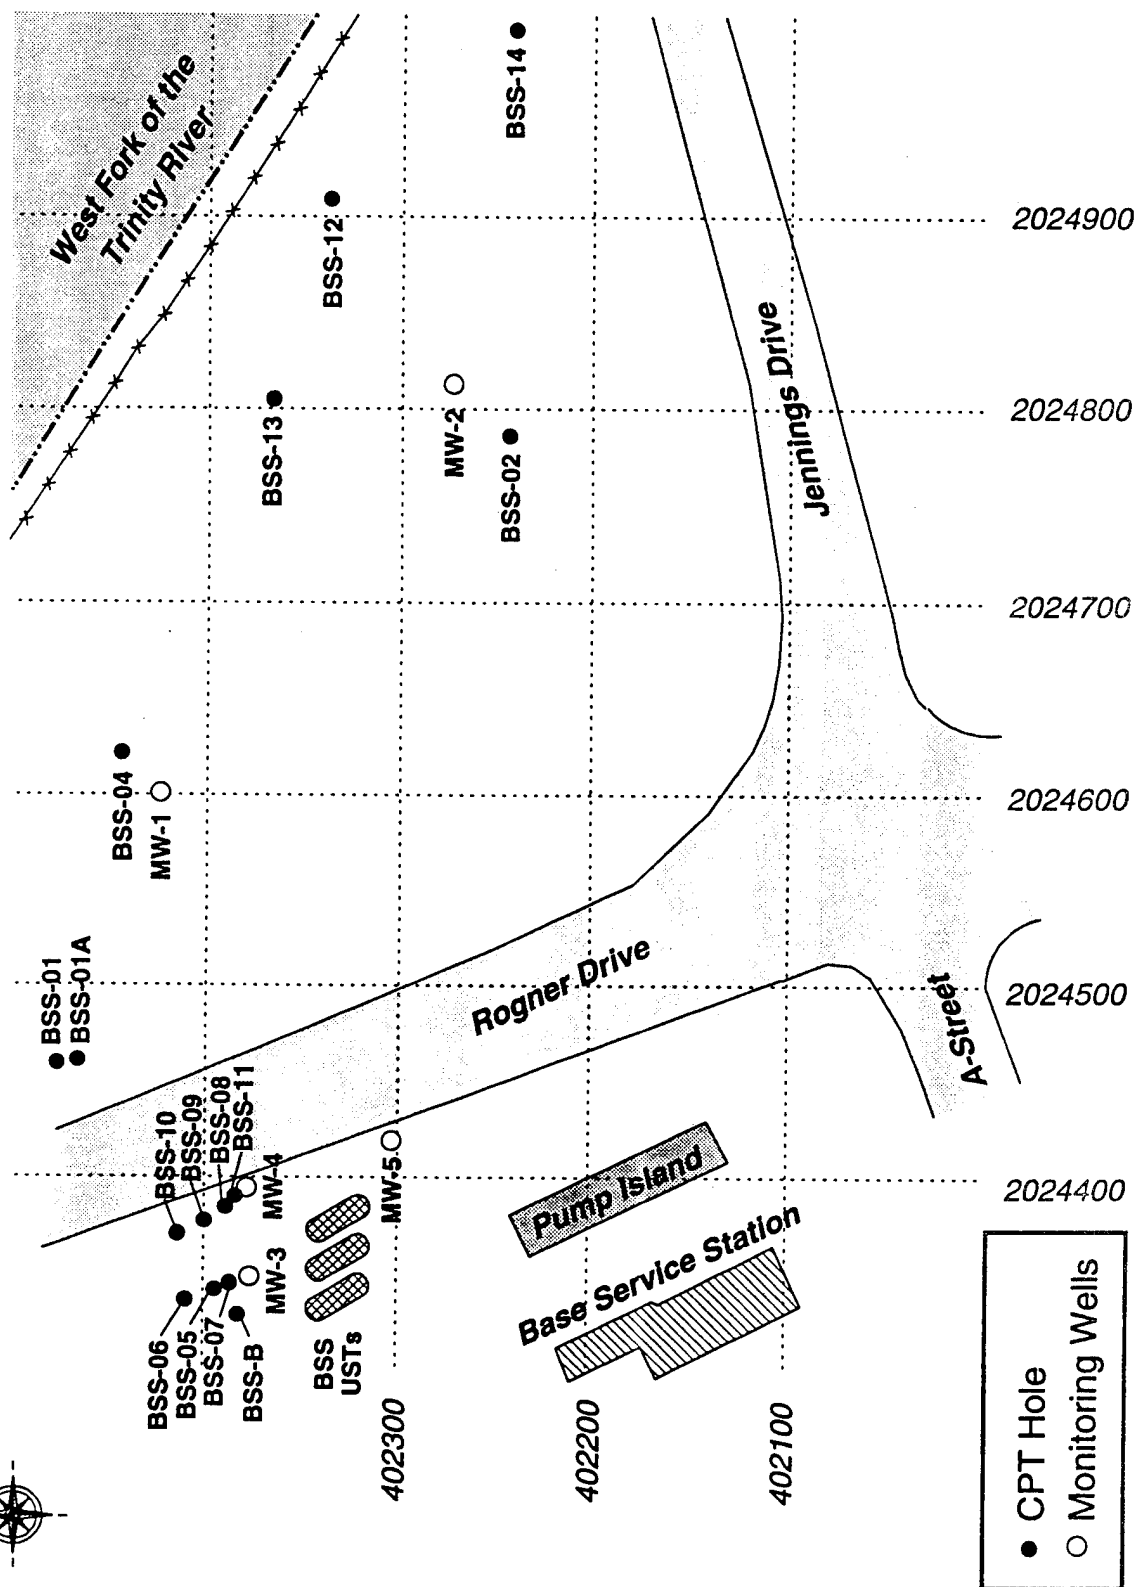 West Fork of the
Trinity River
BSS-14
BSS-12
BSS-13
MW-2
BSS-02
BSS-04
MW-1
BSS-01
BSS-01A
BSS-10
BSS-09
BSS-08
BSS-11
MW-4
MW-3
MW-5
BSS-06
BSS-05
BSS-07
BSS-B
BSS
USTs
Rogner Drive
Jennings Drive
A-Street
Pump Island
Base Service Station
402300
402200
402100
2024900
2024800
2024700
2024600
2024500
2024400
CPT Hole
Monitoring Wells